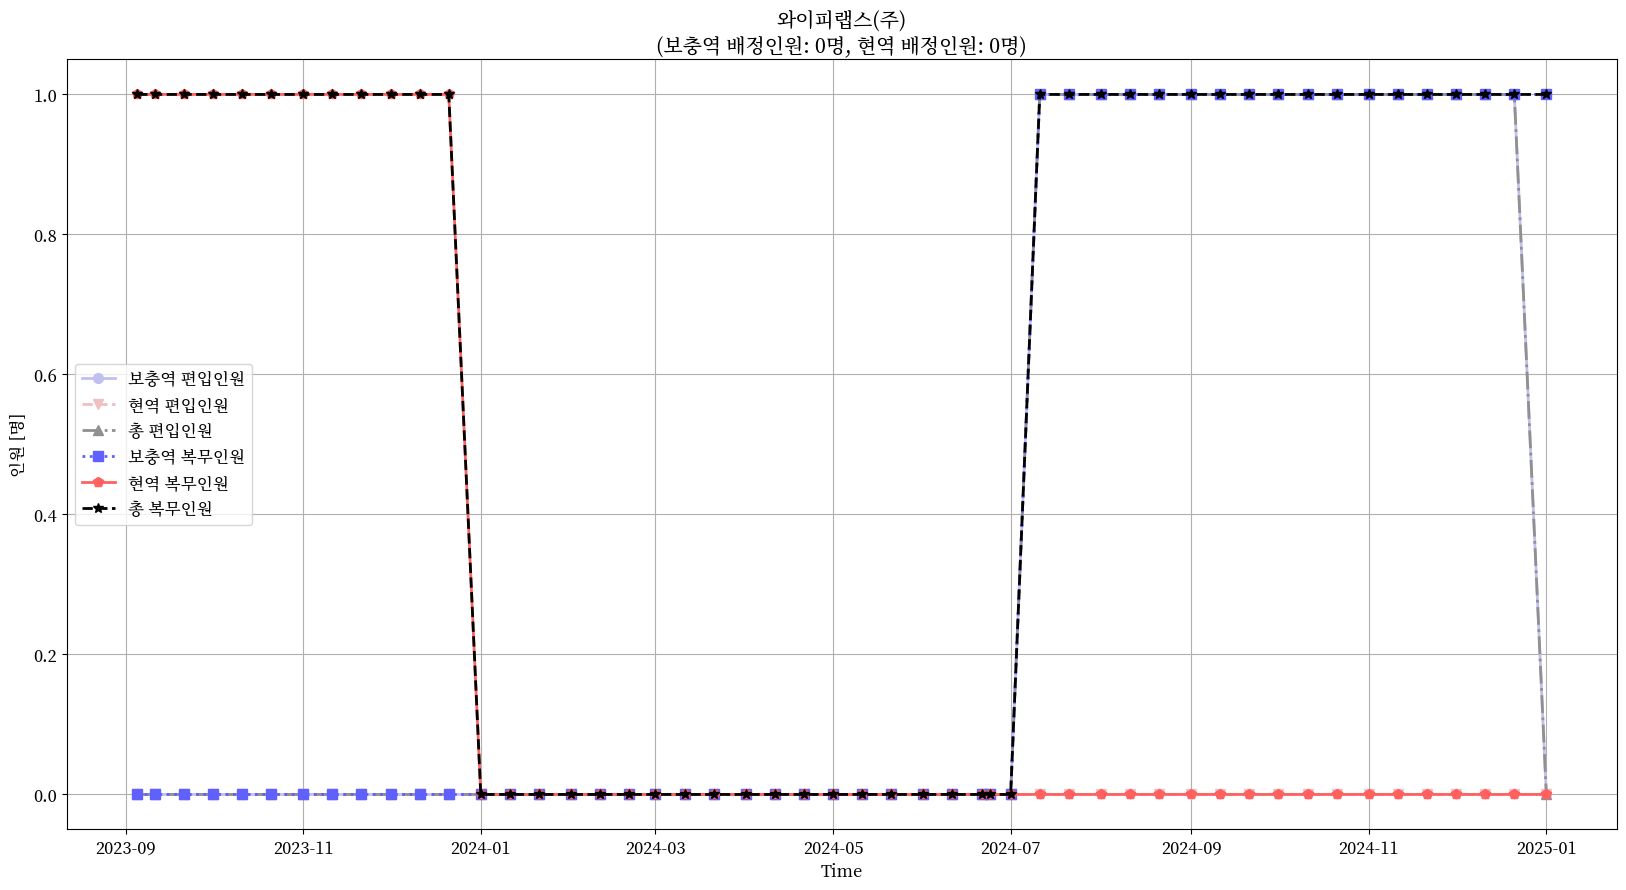 와이피랩스(주)
(보충역 배정인원: 0명, 현역 배정인원: 0명)
인원 [명]
1.0
0.8
0.6
0.4
0.2
0.0
보충역 편입인원
현역 편입인원
총 편입인원
보충역 복무인원
현역 복무인원
총 복무인원
2023-09
2023-11
2024-01
2024-03
2024-05
2024-07
2024-09
2024-11
2025-01
Time